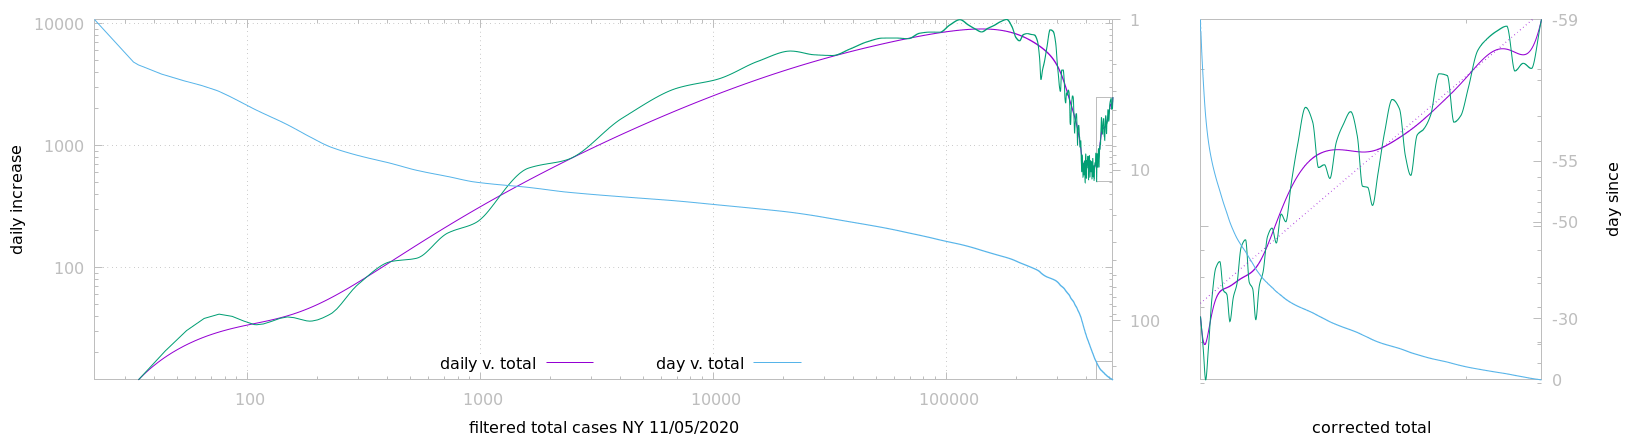 10000
1000
100
daily increase
daily v. total
day v. total
1
10
100
100
1000
10000
100000
filtered total cases NY 11/05/2020
-59
-55
-50
-30
0
day since
corrected total